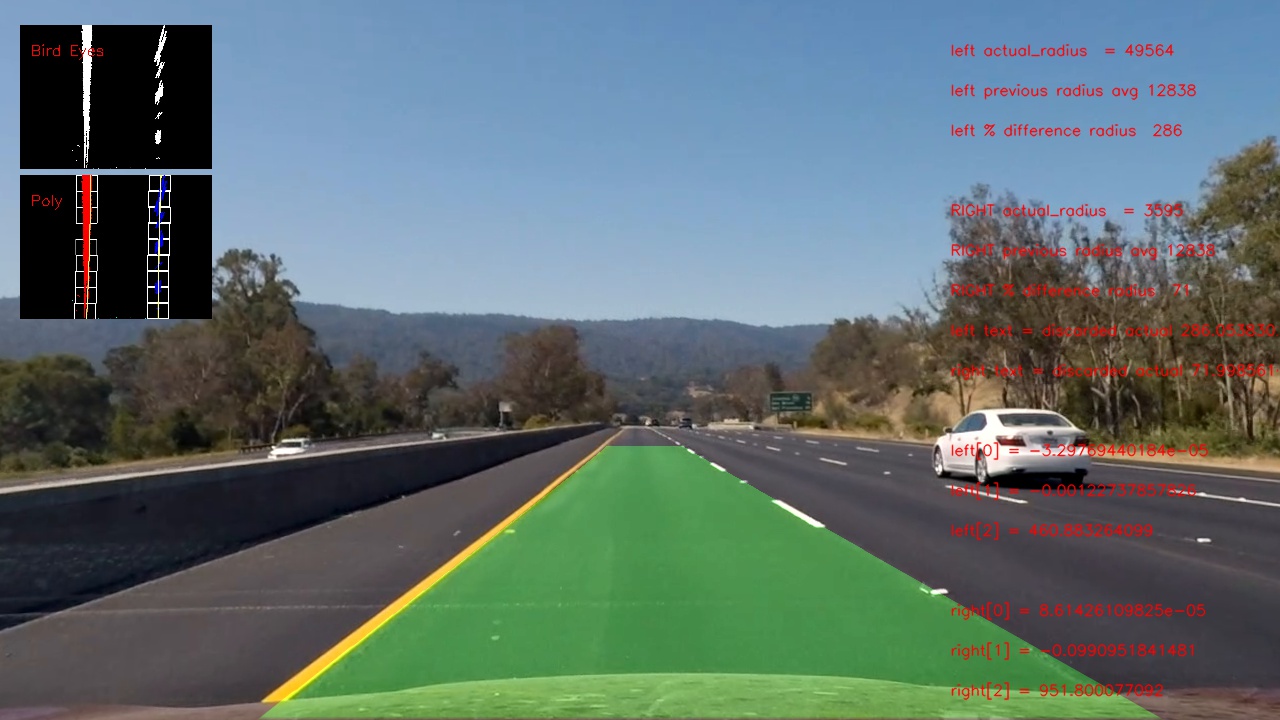 Bird Eyes
Poly
left actual_radius = 49564
left previous radius avg 12838
left % difference radius 286
RIGHT actual_radius = 3595
RIGHT previous radius avg 12838
RIGHT % difference radius 71
left text = discarded actual 286.053830
right text = discarded actual 71.998561
left[0] = -3.29769440184e-05
left[1] = -0.00122737857826
left[2] = 460.883264099
right[0] = 8.61426109825e-05
right[1] = -0.0990951841481
right[2] = 951.800077092